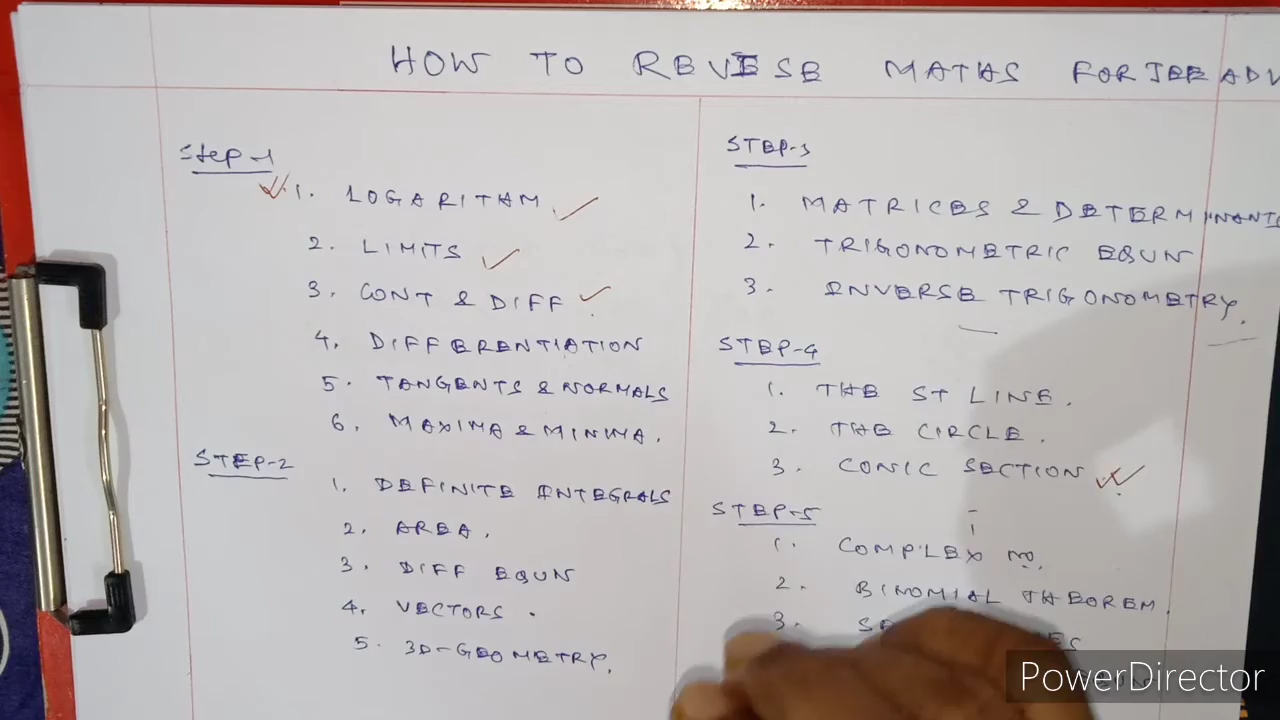 HOW TO REVISE MATHS FOR JEE ADV
Step-1
1. LOGARITHM
2. LIMITS
3. CONT & DIFF
4. DIFFERENTIATION
5. TANGENTS & NORMALS
6. MAXIMA & MINIMA.
STEP-2
1. DEFINITE INTEGRALS
2. AREA.
3. DIFF EQUN
4. VECTORS.
5. 3D-GEOMETRY.
STEP-3
1. MATRICES & DETERMINANTS
2. TRIGONOMETRIC EQUN
3. INVERSE TRIGONOMETRY.
STEP-4
1. THE ST LINE.
2. THE CIRCLE.
3. CONIC SECTION
STEP-5
1. COMPLEX NO.
2. BINOMIAL THEOREM.
3.
PowerDirector